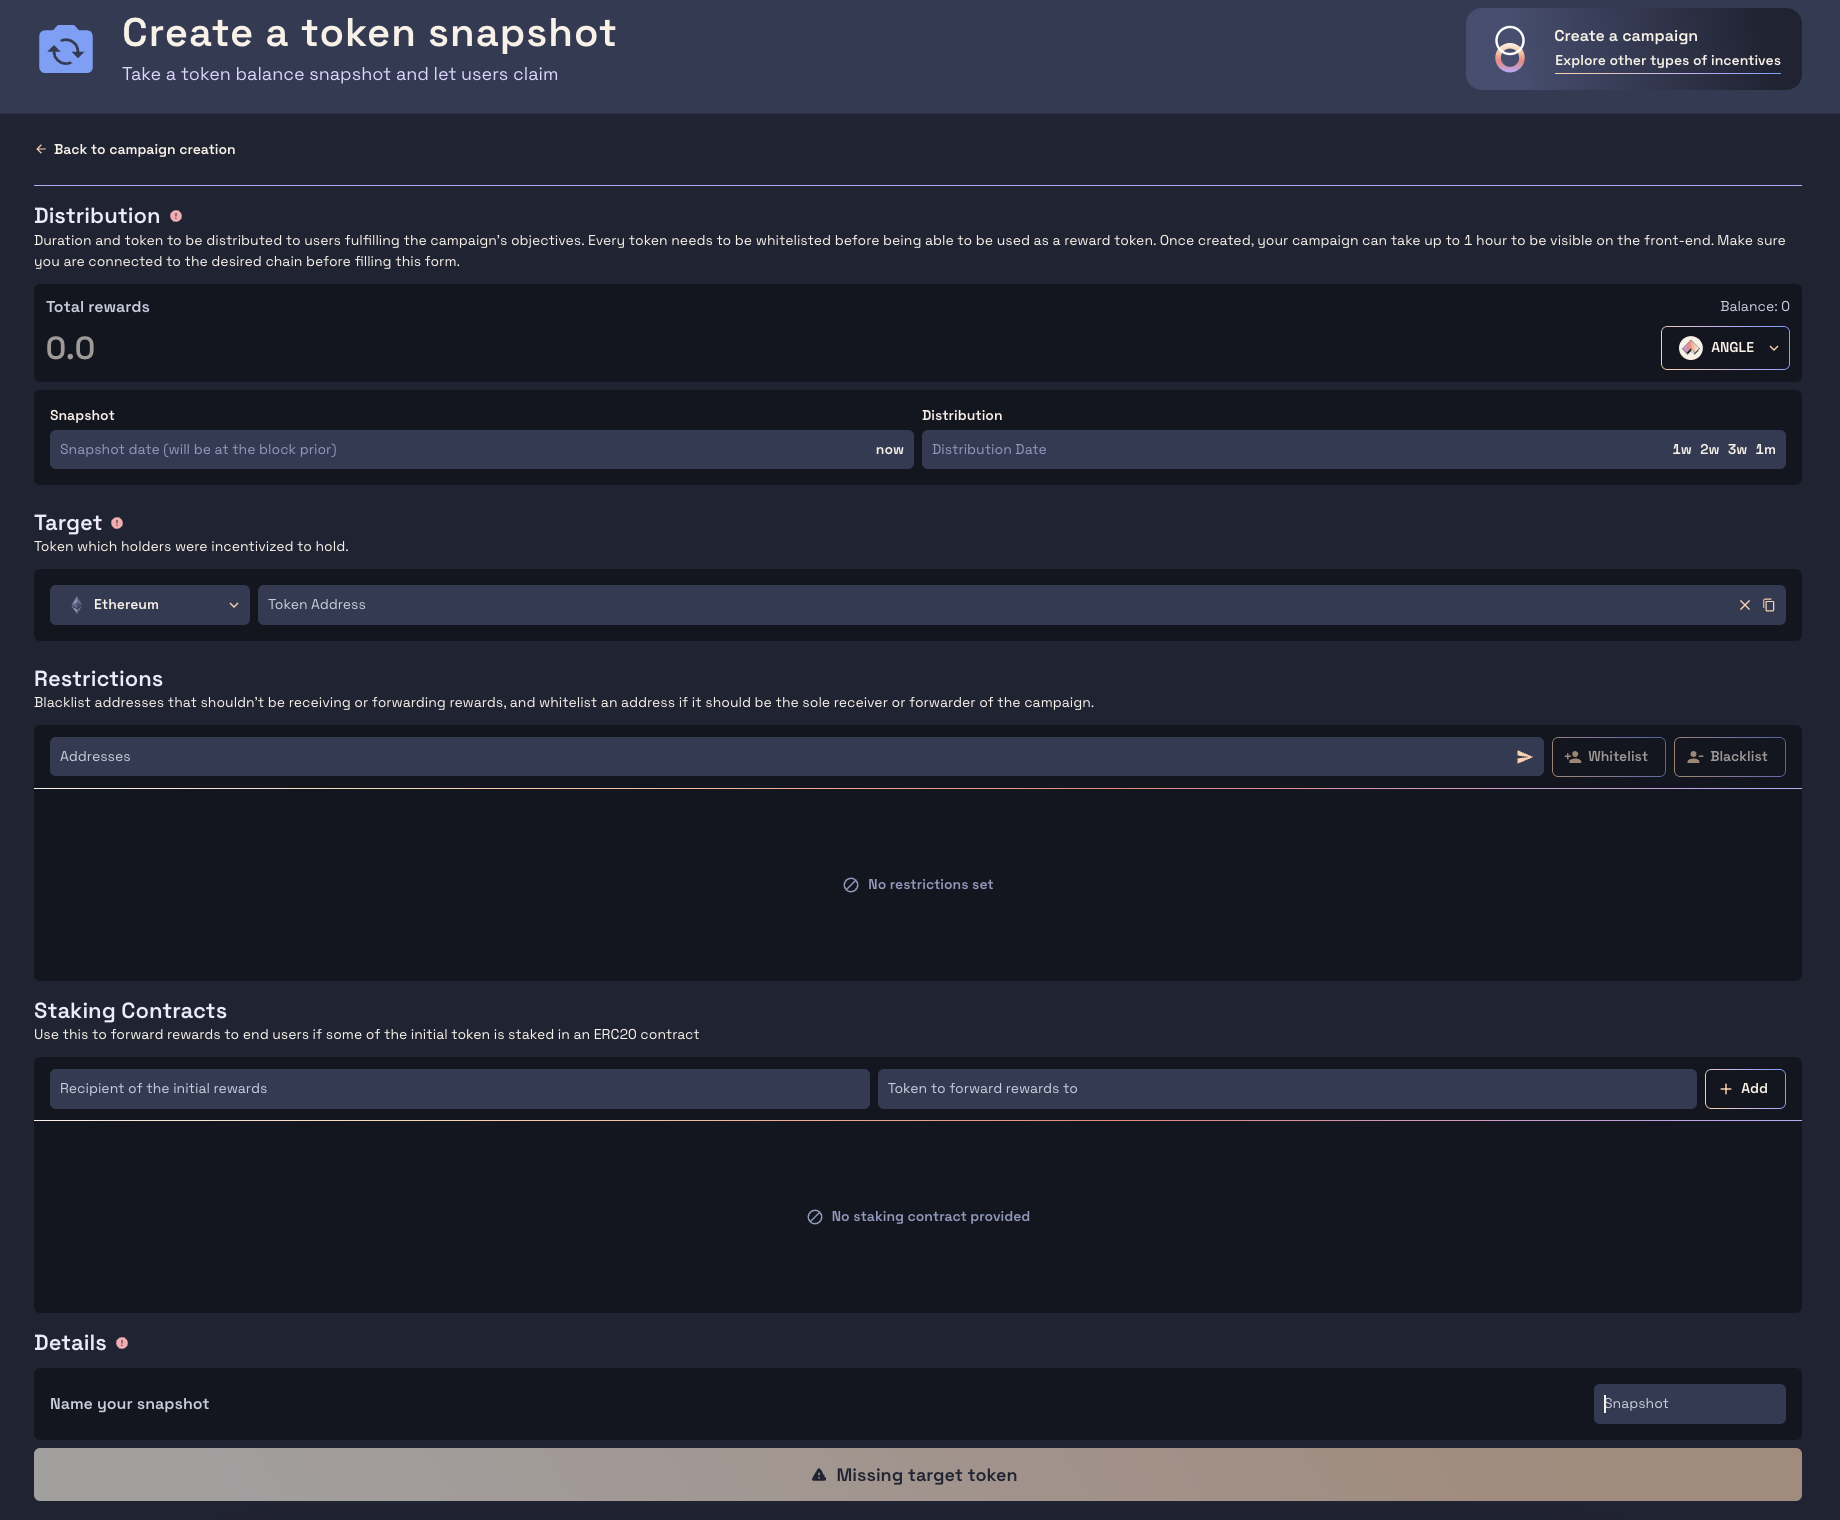 Create a token snapshot
Take a token balance snapshot and let users claim
Create a campaign
Explore other types of incentives
Back to campaign creation
Distribution
Duration and token to be distributed to users fulfilling the campaign's objectives. Every token needs to be whitelisted before being able to be used as a reward token. Once created, your campaign can take up to 1 hour to be visible on the front-end. Make sure
you are connected to the desired chain before filling this form.
Total rewards
Balance: 0
0.0
ANGLE
Snapshot
Distribution
Snapshot date (will be at the block prior)
now
Distribution Date
1w 2w 3w 1m
Target
Token which holders were incentivized to hold.
Ethereum
Token Address
Restrictions
Blacklist addresses that shouldn't be receiving or forwarding rewards, and whitelist an address if it should be the sole receiver or forwarder of the campaign.
Addresses
Whitelist
Blacklist
No restrictions set
Staking Contracts
Use this to forward rewards to end users if some of the initial token is staked in an ERC20 contract
Recipient of the initial rewards
Token to forward rewards to
Add
No staking contract provided
Details
Name your snapshot
Snapshot
Missing target token